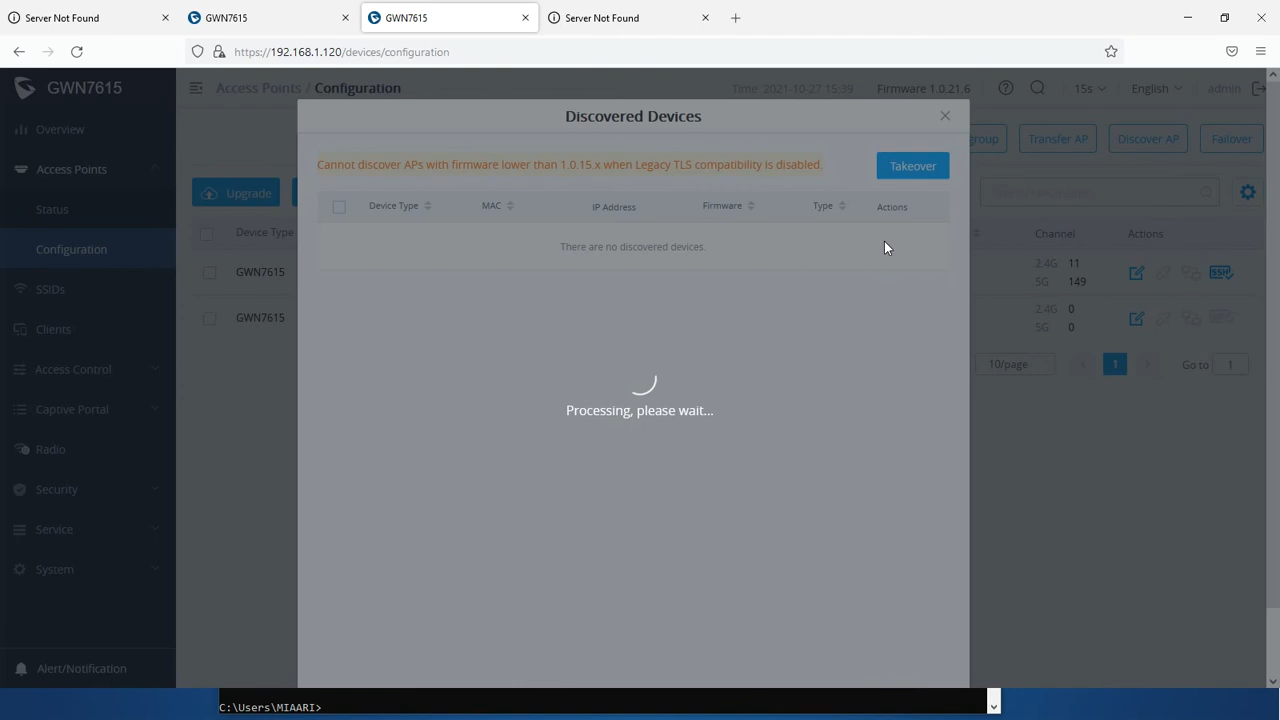 Server Not Found
GWN7615
GWN7615
Server Not Found
https://192.168.1.120/devices/configuration
GWN7615
Access Points / Configuration
Time 2021-10-27 15:39
Firmware 1.0.21.6
15s
English
admin
Discovered Devices
group
Transfer AP
Discover AP
Failover
Cannot discover APs with firmware lower than 1.0.15.x when Legacy TLS compatibility is disabled.
Takeover
Upgrade
Device Type
MAC
IP Address
Firmware
Type
Actions
There are no discovered devices.
Device Type
Channel
Actions
GWN7615
2.4G 11
5G 149
SSH
GWN7615
2.4G 0
5G 0
10/page
1
Go to
1
Processing, please wait...
Overview
Access Points
Status
Configuration
SSIDs
Clients
Access Control
Captive Portal
Radio
Security
Service
System
Alert/Notification
C:\Users\MIAARI>